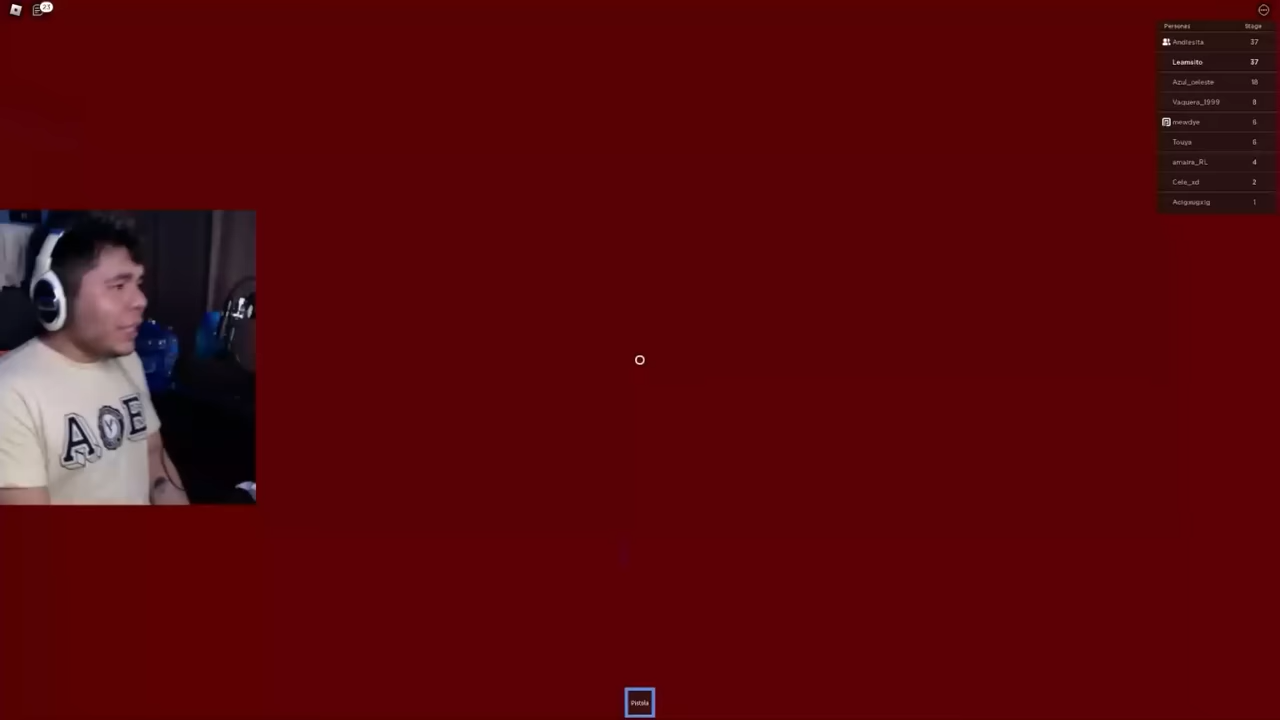 23
Personas Stage
Andiesita 37
Leamsito 37
Azul_celeste 18
Vaquera_1999 8
mewdye 6
Touya 6
amaira_RL 4
Cele_xd 2
1
AOE
Pistola